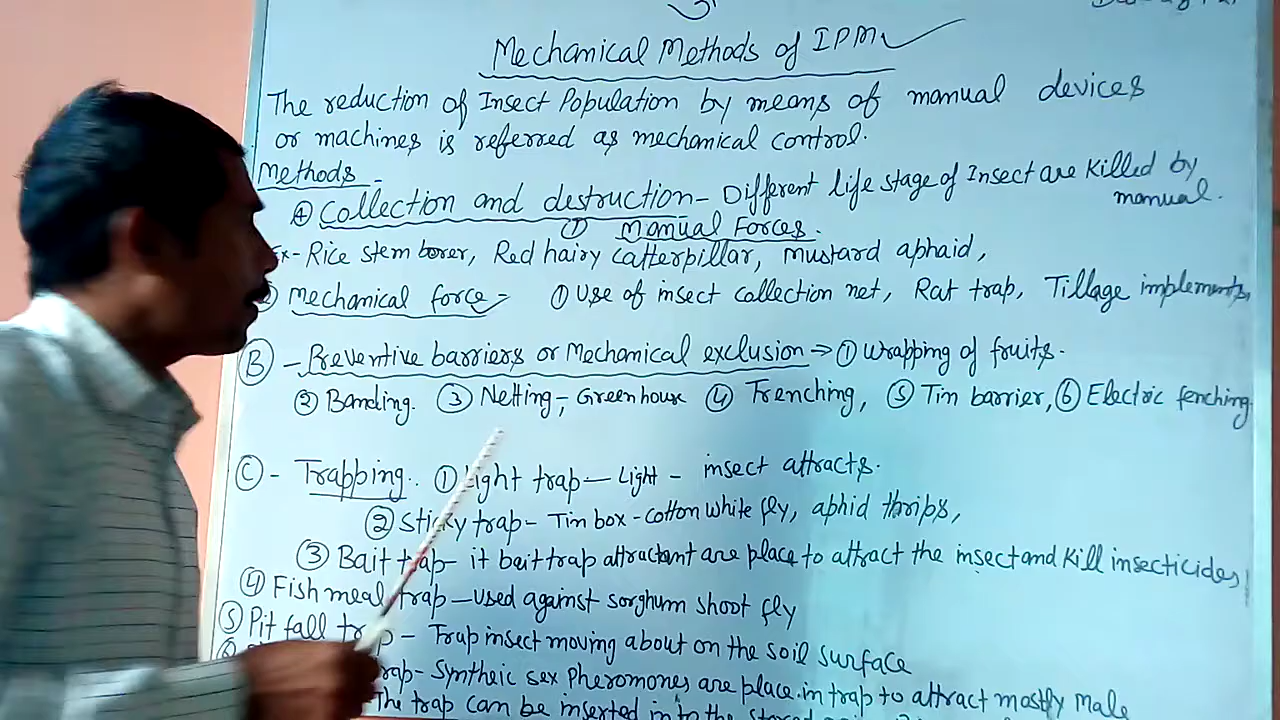 Mechanical Methods of IPM
The reduction of Insect Population by means of manual devices
or machines is referred as mechanical control.
Methods -
A Collection and destruction - Different life stage of Insect are Killed by
manual.
① Manual Forces.
Ex - Rice stem borer, Red hairy catterpillar, mustard aphaid,
② Mechanical force - ① Use of insect collection net, Rat trap, Tillage implements,
Ⓑ - Preventive barriers or Mechanical exclusion ⇒ ① Wrapping of fruits.
② Banding. ③ Netting - Greenhouse ④ Trenching, ⑤ Tin barrier, ⑥ Electric fenching.
Ⓒ - Trapping. ① Light trap - Light - insect attracts.
② Sticky trap - Tin box - cotton white fly, aphid thrips,
③ Bait trap - it bait trap attractant are place to attract the insect and Kill insecticides,
④ Fish meal trap - Used against sorghum shoot fly
⑤ Pit fall trap - Trap insect moving about on the soil surface
trap - Syntheic sex Pheromones are place in trap to attract mostly male
The trap can be inserted into the